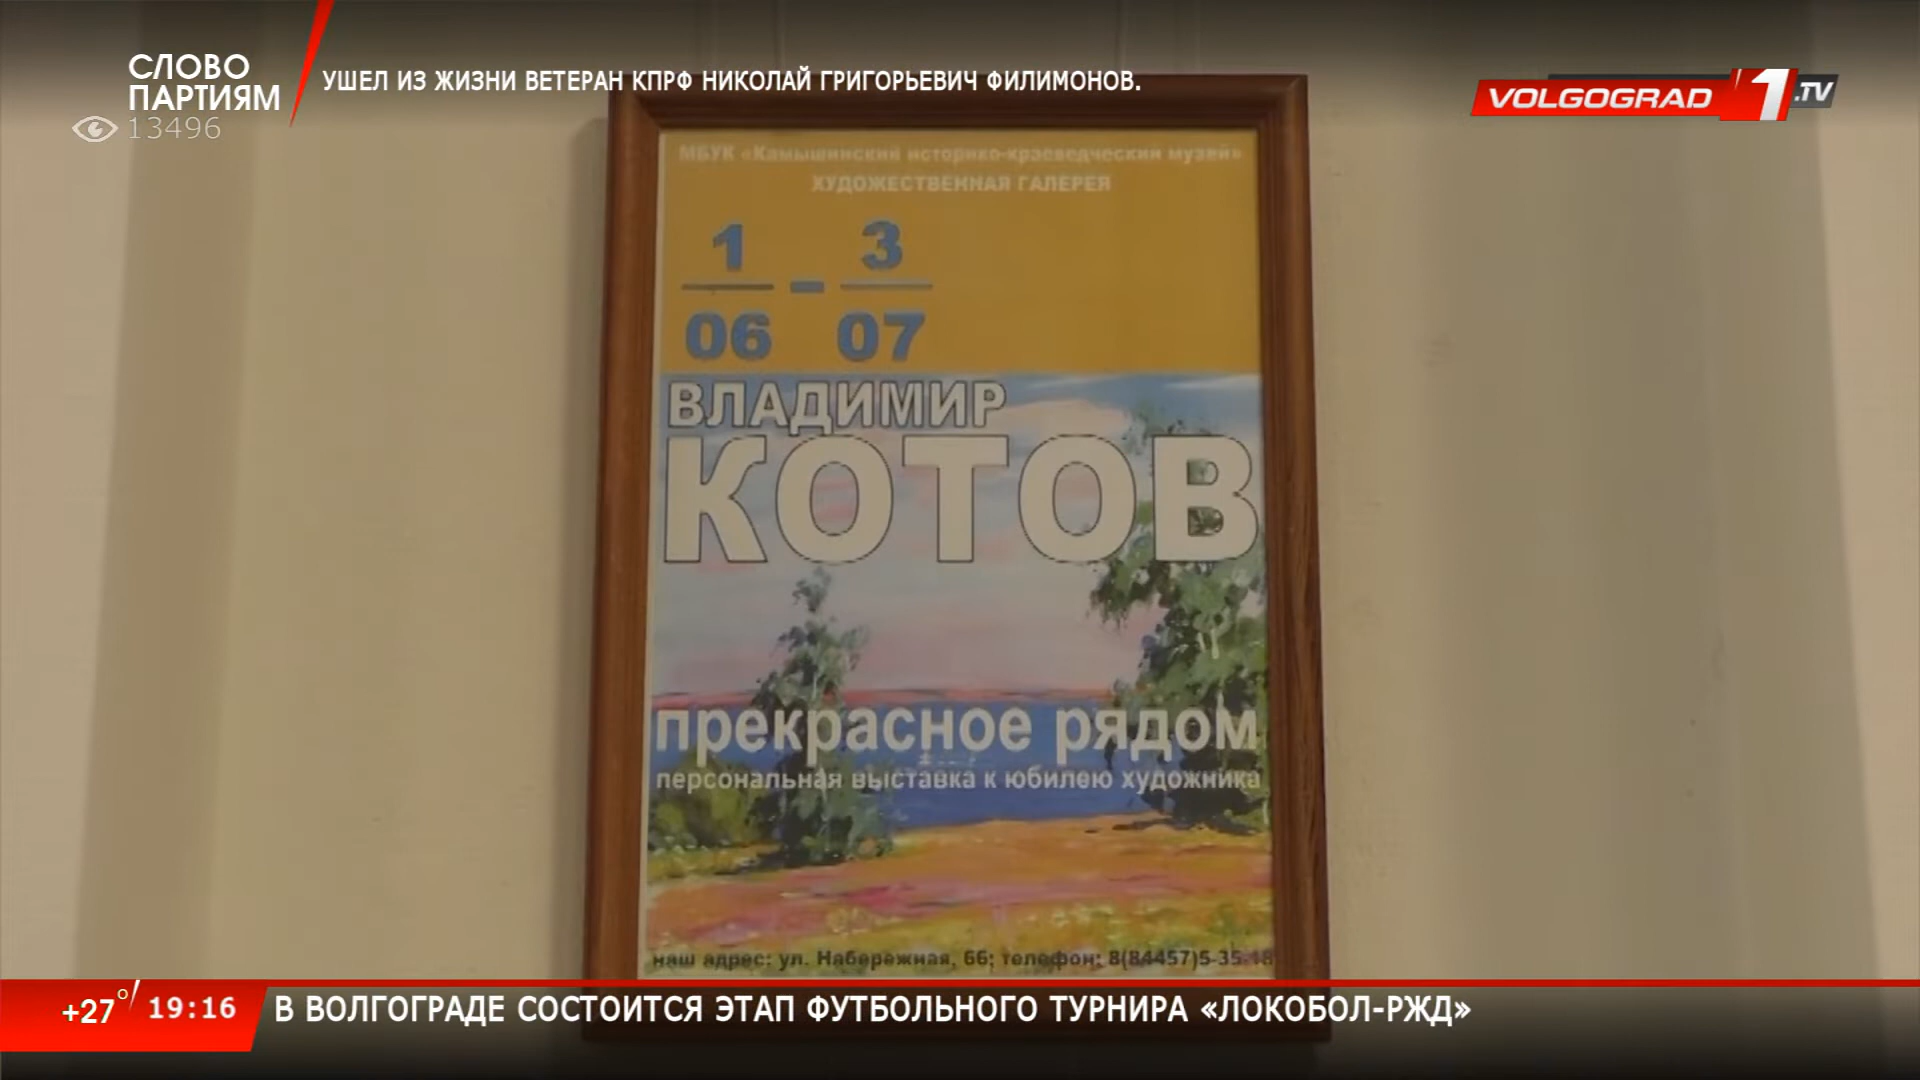 СЛОВО
ПАРТИЯМ
13496
УШЕЛ ИЗ ЖИЗНИ ВЕТЕРАН КПРФ НИКОЛАЙ ГРИГОРЬЕВИЧ ФИЛИМОНОВ.
VOLGOGRAD 1.TV
МБУК «Камышинский историко-краеведческий музей»
ХУДОЖЕСТВЕННАЯ ГАЛЕРЕЯ
1 - 3
06 07
ВЛАДИМИР
КОТОВ
прекрасное рядом
персональная выставка к юбилею художника
наш адрес: ул. Набережная, 66; телефон: 8(84457)5-35-18
+27° 19:16 В ВОЛГОГРАДЕ СОСТОИТСЯ ЭТАП ФУТБОЛЬНОГО ТУРНИРА «ЛОКОБОЛ-РЖД»